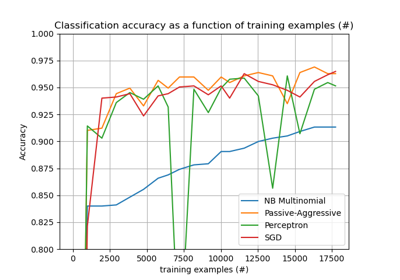 Classification accuracy as a function of training examples (#)
1.000
0.975
0.950
0.925
0.900
0.875
0.850
0.825
0.800
Accuracy
NB Multinomial
Passive-Aggressive
Perceptron
SGD
0 2500 5000 7500 10000 12500 15000 17500
training examples (#)